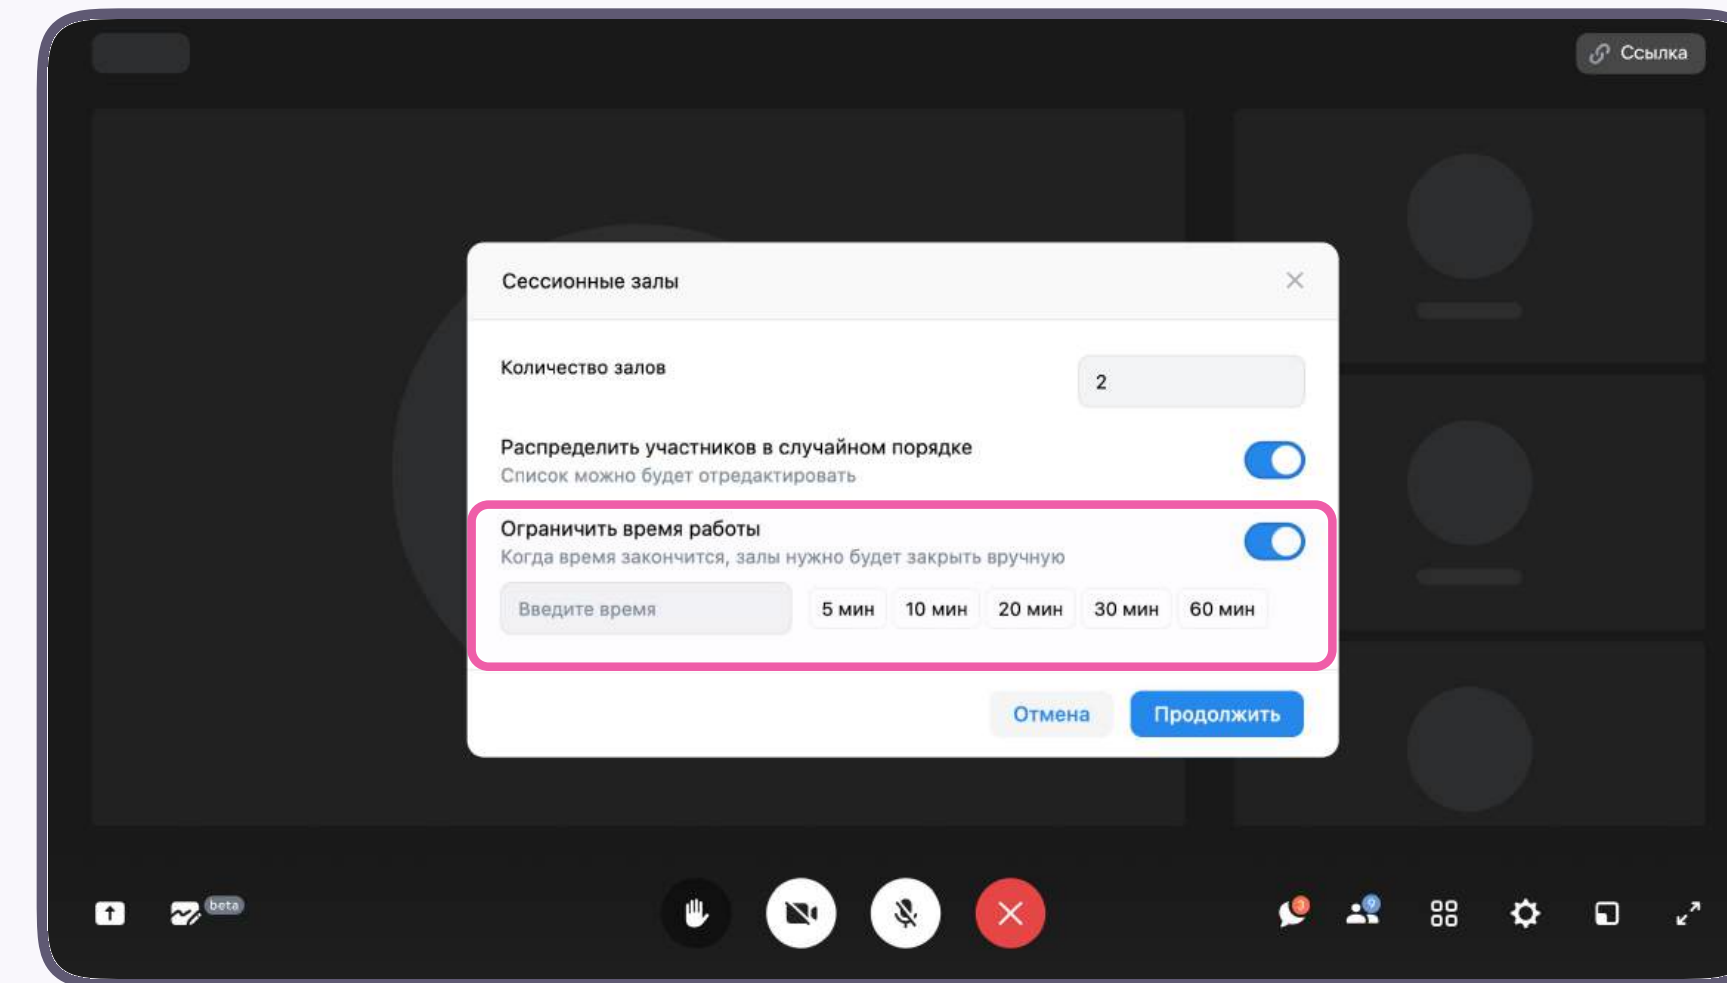 Ссылка
Сессионные залы
Количество залов
2
Распределить участников в случайном порядке
Список можно будет отредактировать
Ограничить время работы
Когда время закончится, залы нужно будет закрыть вручную
Введите время 5 мин 10 мин 20 мин 30 мин 60 мин
Отмена Продолжить
beta 3 9